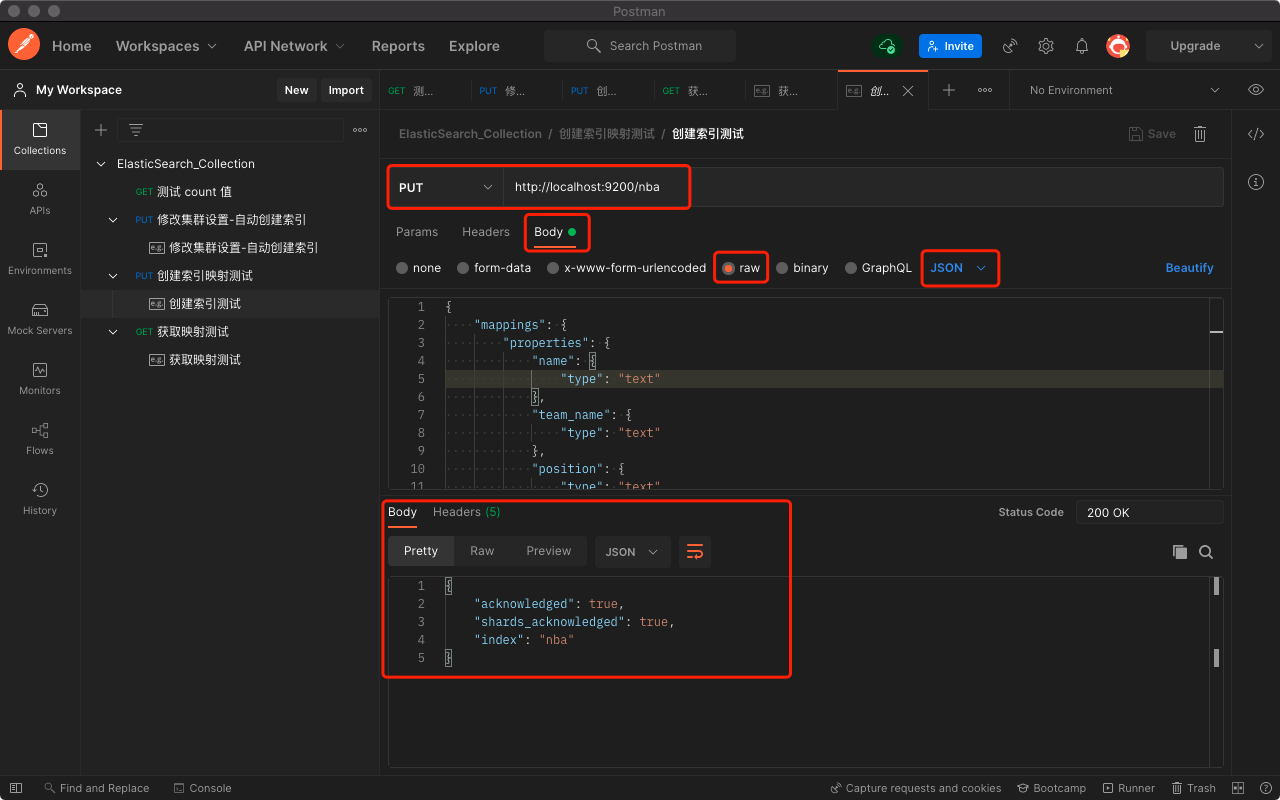 Postman
Home Workspaces API Network Reports Explore Search Postman Invite Upgrade
My Workspace New Import
GET 测... PUT 修... PUT 创... GET 获... e.g. 获... e.g. 创... No Environment
Collections
APIs
Environments
Mock Servers
Monitors
Flows
History
ElasticSearch_Collection
GET 测试 count 值
PUT 修改集群设置-自动创建索引
e.g. 修改集群设置-自动创建索引
PUT 创建索引映射测试
e.g. 创建索引测试
GET 获取映射测试
e.g. 获取映射测试
ElasticSearch_Collection / 创建索引映射测试 / 创建索引测试 Save
PUT http://localhost:9200/nba
Params Headers Body
none form-data x-www-form-urlencoded raw binary GraphQL JSON Beautify
1 {
2 "mappings": {
3 "properties": {
4 "name": {
5 "type": "text"
6 },
7 "team_name": {
8 "type": "text"
9 },
10 "position": {
11 "type": "text"
Body Headers (5) Status Code 200 OK
Pretty Raw Preview JSON
1 {
2 "acknowledged": true,
3 "shards_acknowledged": true,
4 "index": "nba"
5 }
Find and Replace Console Capture requests and cookies Bootcamp Runner Trash